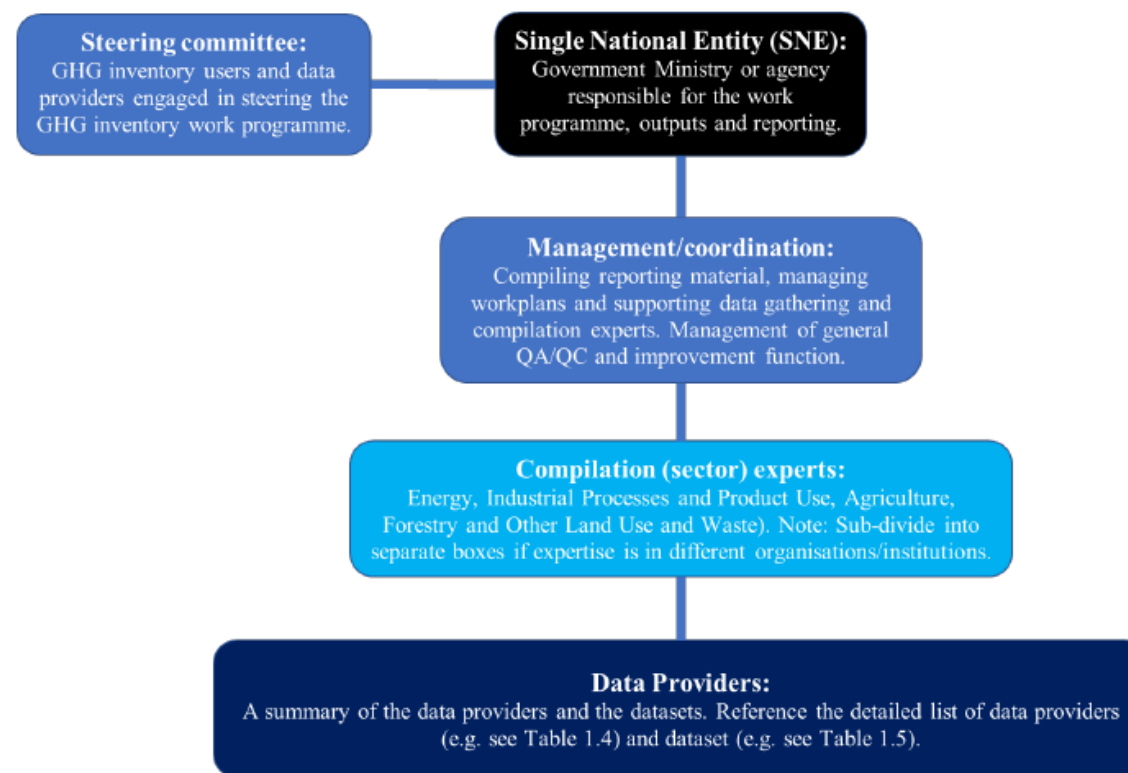 Steering committee:
GHG inventory users and data
providers engaged in steering the
GHG inventory work programme.
Single National Entity (SNE):
Government Ministry or agency
responsible for the work
programme, outputs and reporting.
Management/coordination:
Compiling reporting material, managing
workplans and supporting data gathering and
compilation experts. Management of general
QA/QC and improvement function.
Compilation (sector) experts:
Energy, Industrial Processes and Product Use, Agriculture,
Forestry and Other Land Use and Waste). Note: Sub-divide into
separate boxes if expertise is in different organisations/institutions.
Data Providers:
A summary of the data providers and the datasets. Reference the detailed list of data providers
(e.g. see Table 1.4) and dataset (e.g. see Table 1.5).